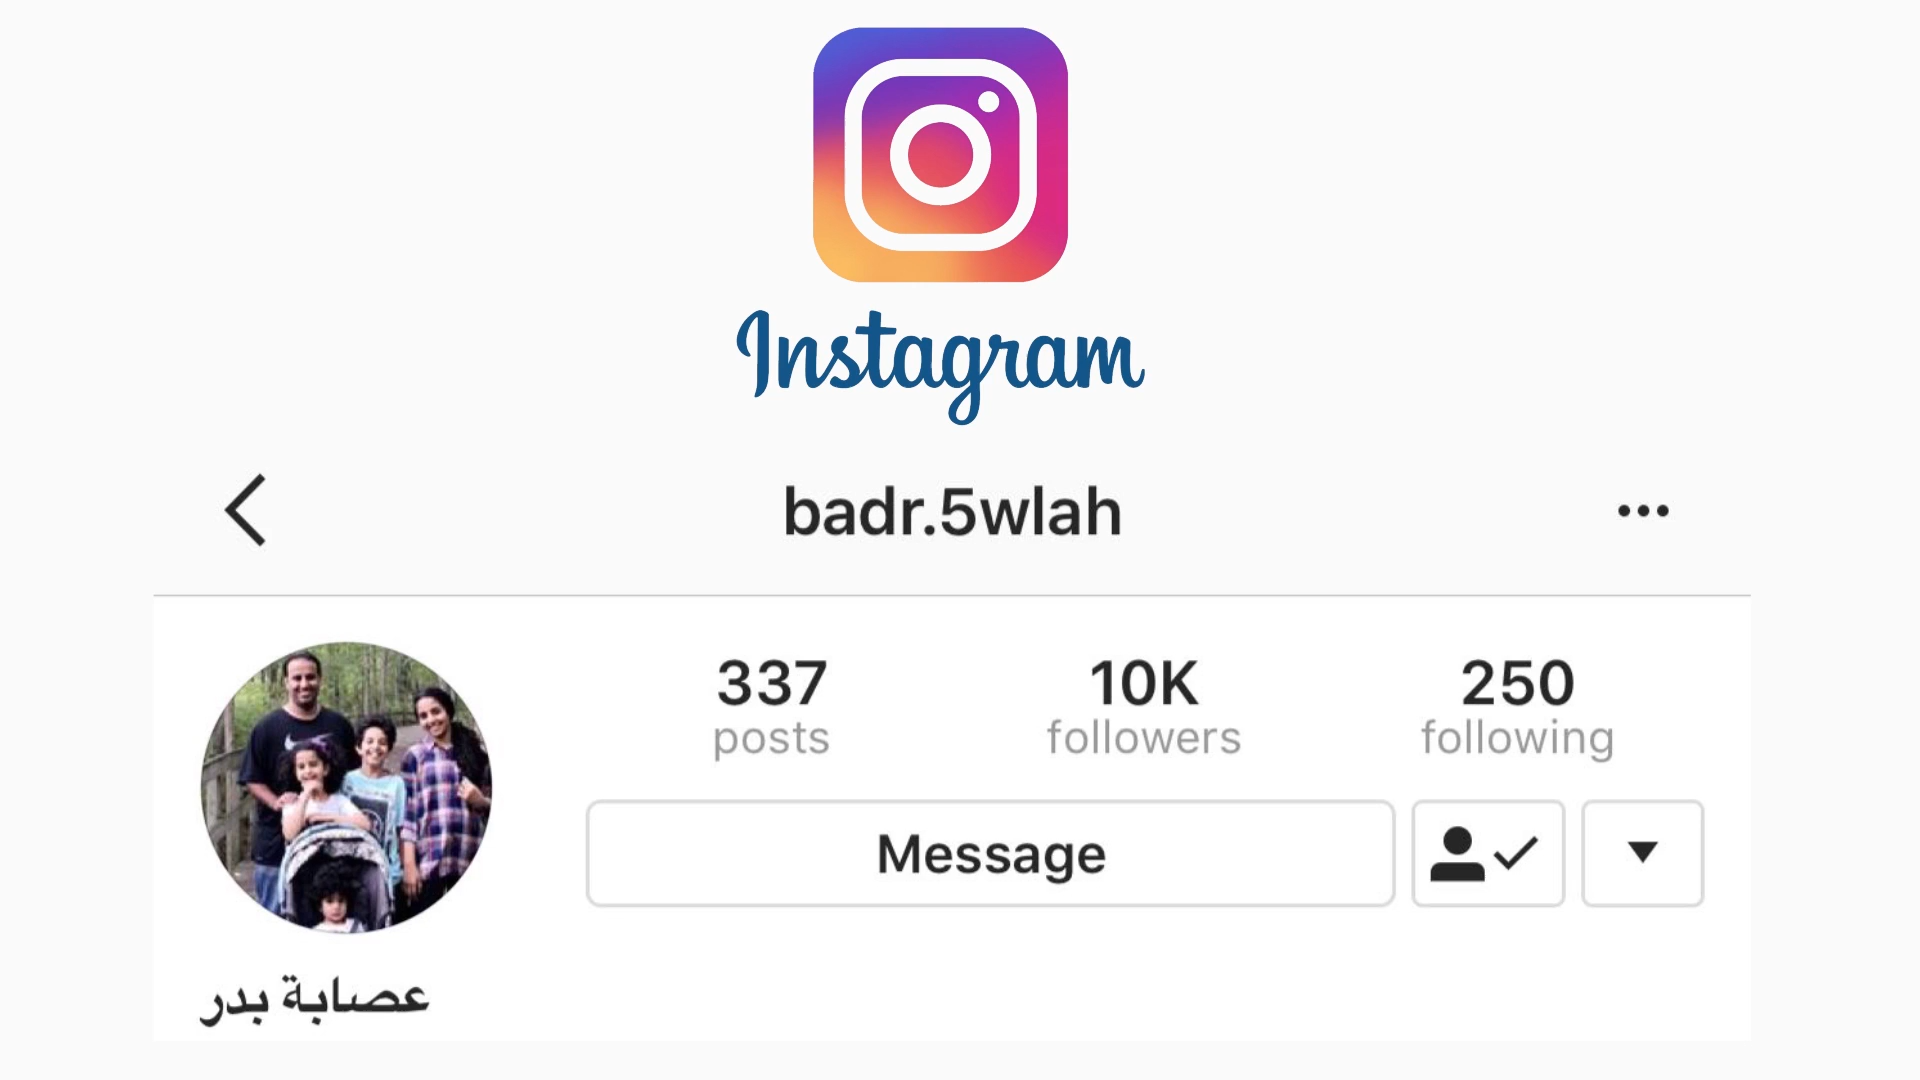 Instagram
badr.5wlah
337 10K 250
posts followers following
Message
عصابة بدر